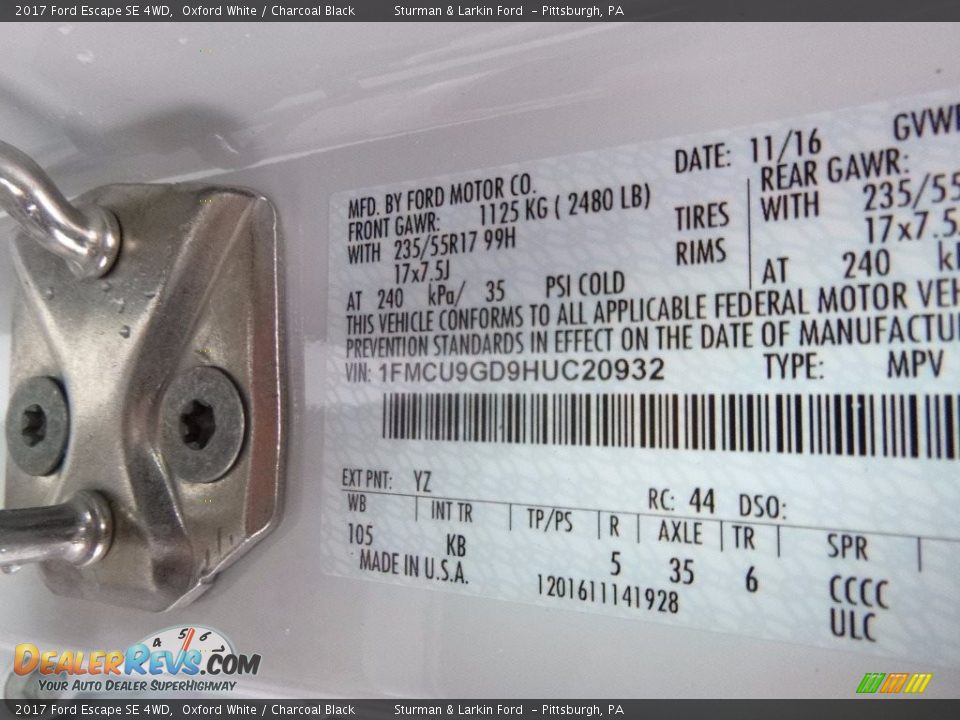 2017 Ford Escape SE 4WD, Oxford White / Charcoal Black Sturman & Larkin Ford - Pittsburgh, PA
MFD. BY FORD MOTOR CO. DATE: 11/16
FRONT GAWR: 1125 KG ( 2480 LB) REAR GAWR:
WITH 235/55R17 99H TIRES WITH 235/55
17x7.5J RIMS 17x7.5
AT 240 kPa/ 35 PSI COLD AT 240
THIS VEHICLE CONFORMS TO ALL APPLICABLE FEDERAL MOTOR VEH
PREVENTION STANDARDS IN EFFECT ON THE DATE OF MANUFACTU
VIN: 1FMCU9GD9HUC20932 TYPE: MPV
EXT PNT: YZ RC: 44 DSO:
WB INT TR TP/PS R AXLE TR SPR
105 KB 5 35 6 CCCC
MADE IN U.S.A. 1201611141928 ULC
4 5 6
DEALERREVS.COM
YOUR AUTO DEALER SUPERHIGHWAY
2017 Ford Escape SE 4WD, Oxford White / Charcoal Black Sturman & Larkin Ford - Pittsburgh, PA